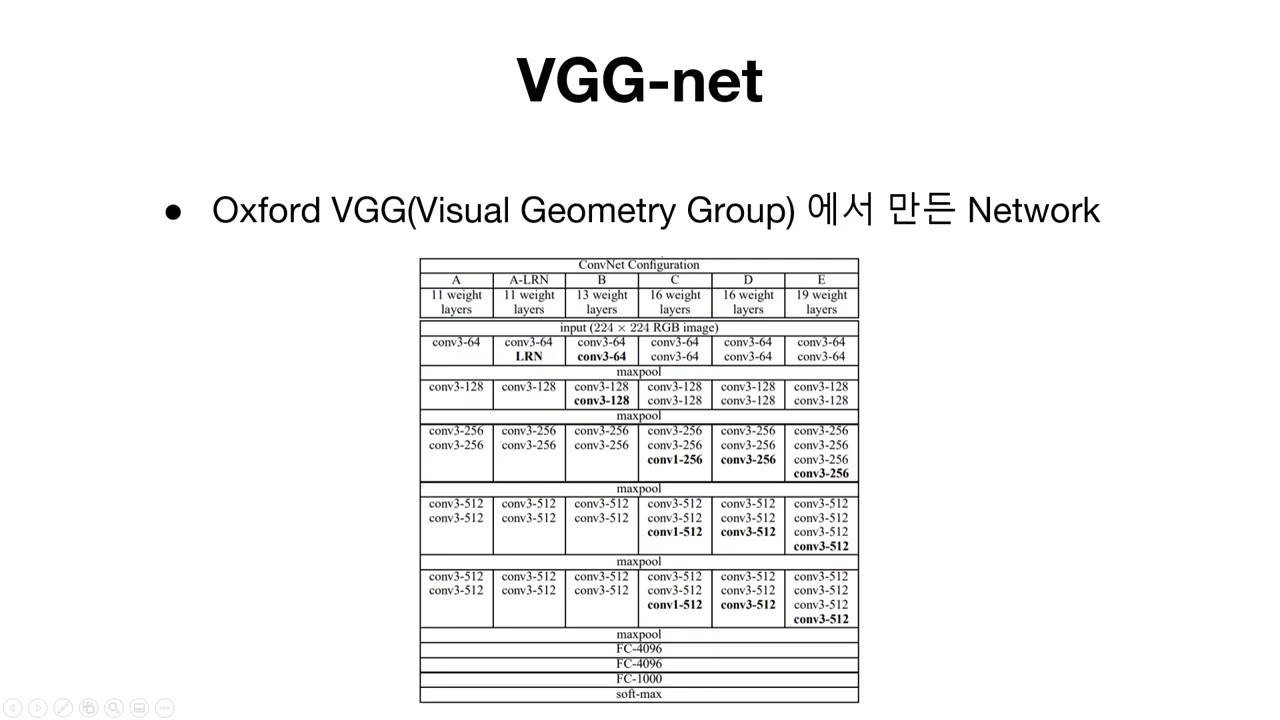 VGG-net
● Oxford VGG(Visual Geometry Group) 에서 만든 Network
ConvNet Configuration
A A-LRN B C D E
11 weight 11 weight 13 weight 16 weight 16 weight 19 weight
layers layers layers layers layers layers
input (224 × 224 RGB image)
conv3-64 conv3-64 conv3-64 conv3-64 conv3-64 conv3-64
LRN conv3-64 conv3-64 conv3-64 conv3-64
maxpool
conv3-128 conv3-128 conv3-128 conv3-128 conv3-128 conv3-128
conv3-128 conv3-128 conv3-128 conv3-128
maxpool
conv3-256 conv3-256 conv3-256 conv3-256 conv3-256 conv3-256
conv3-256 conv3-256 conv3-256 conv3-256 conv3-256 conv3-256
conv1-256 conv3-256 conv3-256
conv3-256
maxpool
conv3-512 conv3-512 conv3-512 conv3-512 conv3-512 conv3-512
conv3-512 conv3-512 conv3-512 conv3-512 conv3-512 conv3-512
conv1-512 conv3-512 conv3-512
conv3-512
maxpool
conv3-512 conv3-512 conv3-512 conv3-512 conv3-512 conv3-512
conv3-512 conv3-512 conv3-512 conv3-512 conv3-512 conv3-512
conv1-512 conv3-512 conv3-512
conv3-512
maxpool
FC-4096
FC-4096
FC-1000
soft-max